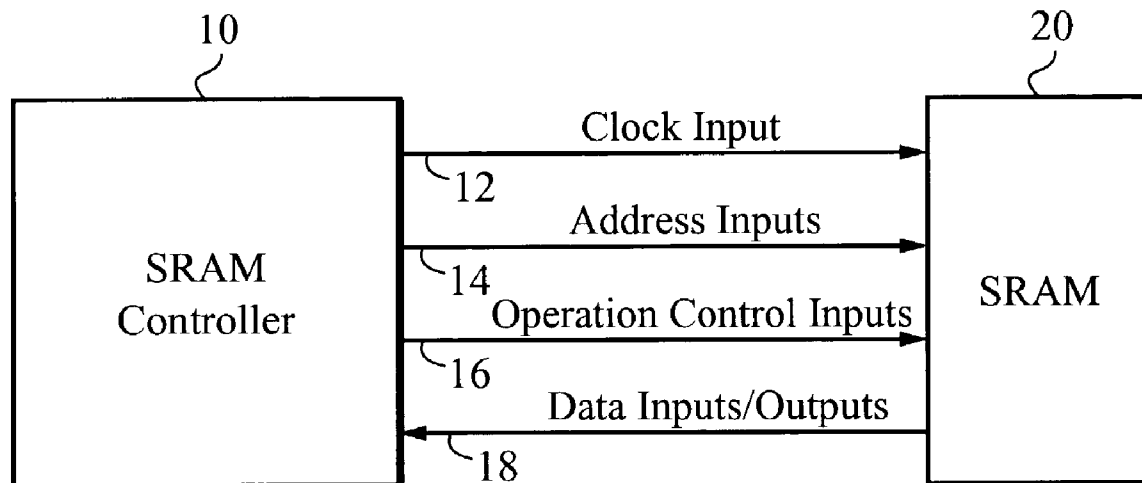 10
20
Clock Input
12
Address Inputs
14
SRAM
Controller
SRAM
Operation Control Inputs
16
Data Inputs/Outputs
18